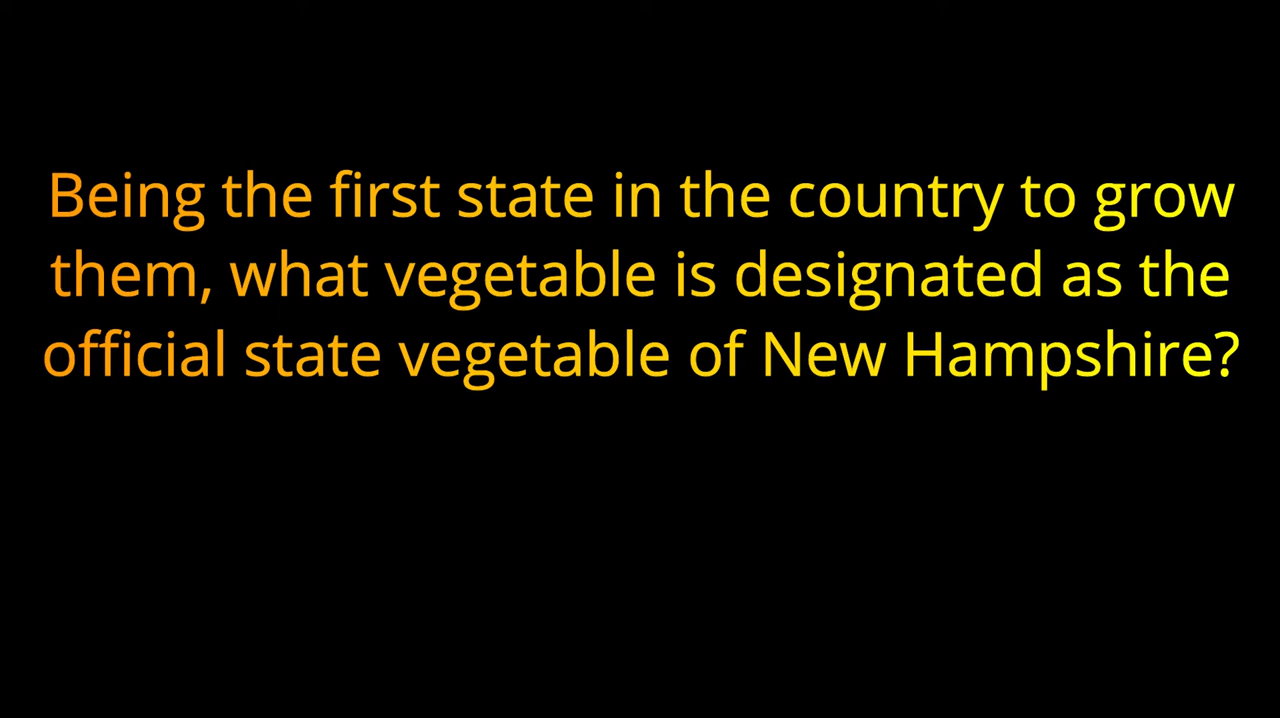 Being the first state in the country to grow
them, what vegetable is designated as the
official state vegetable of New Hampshire?